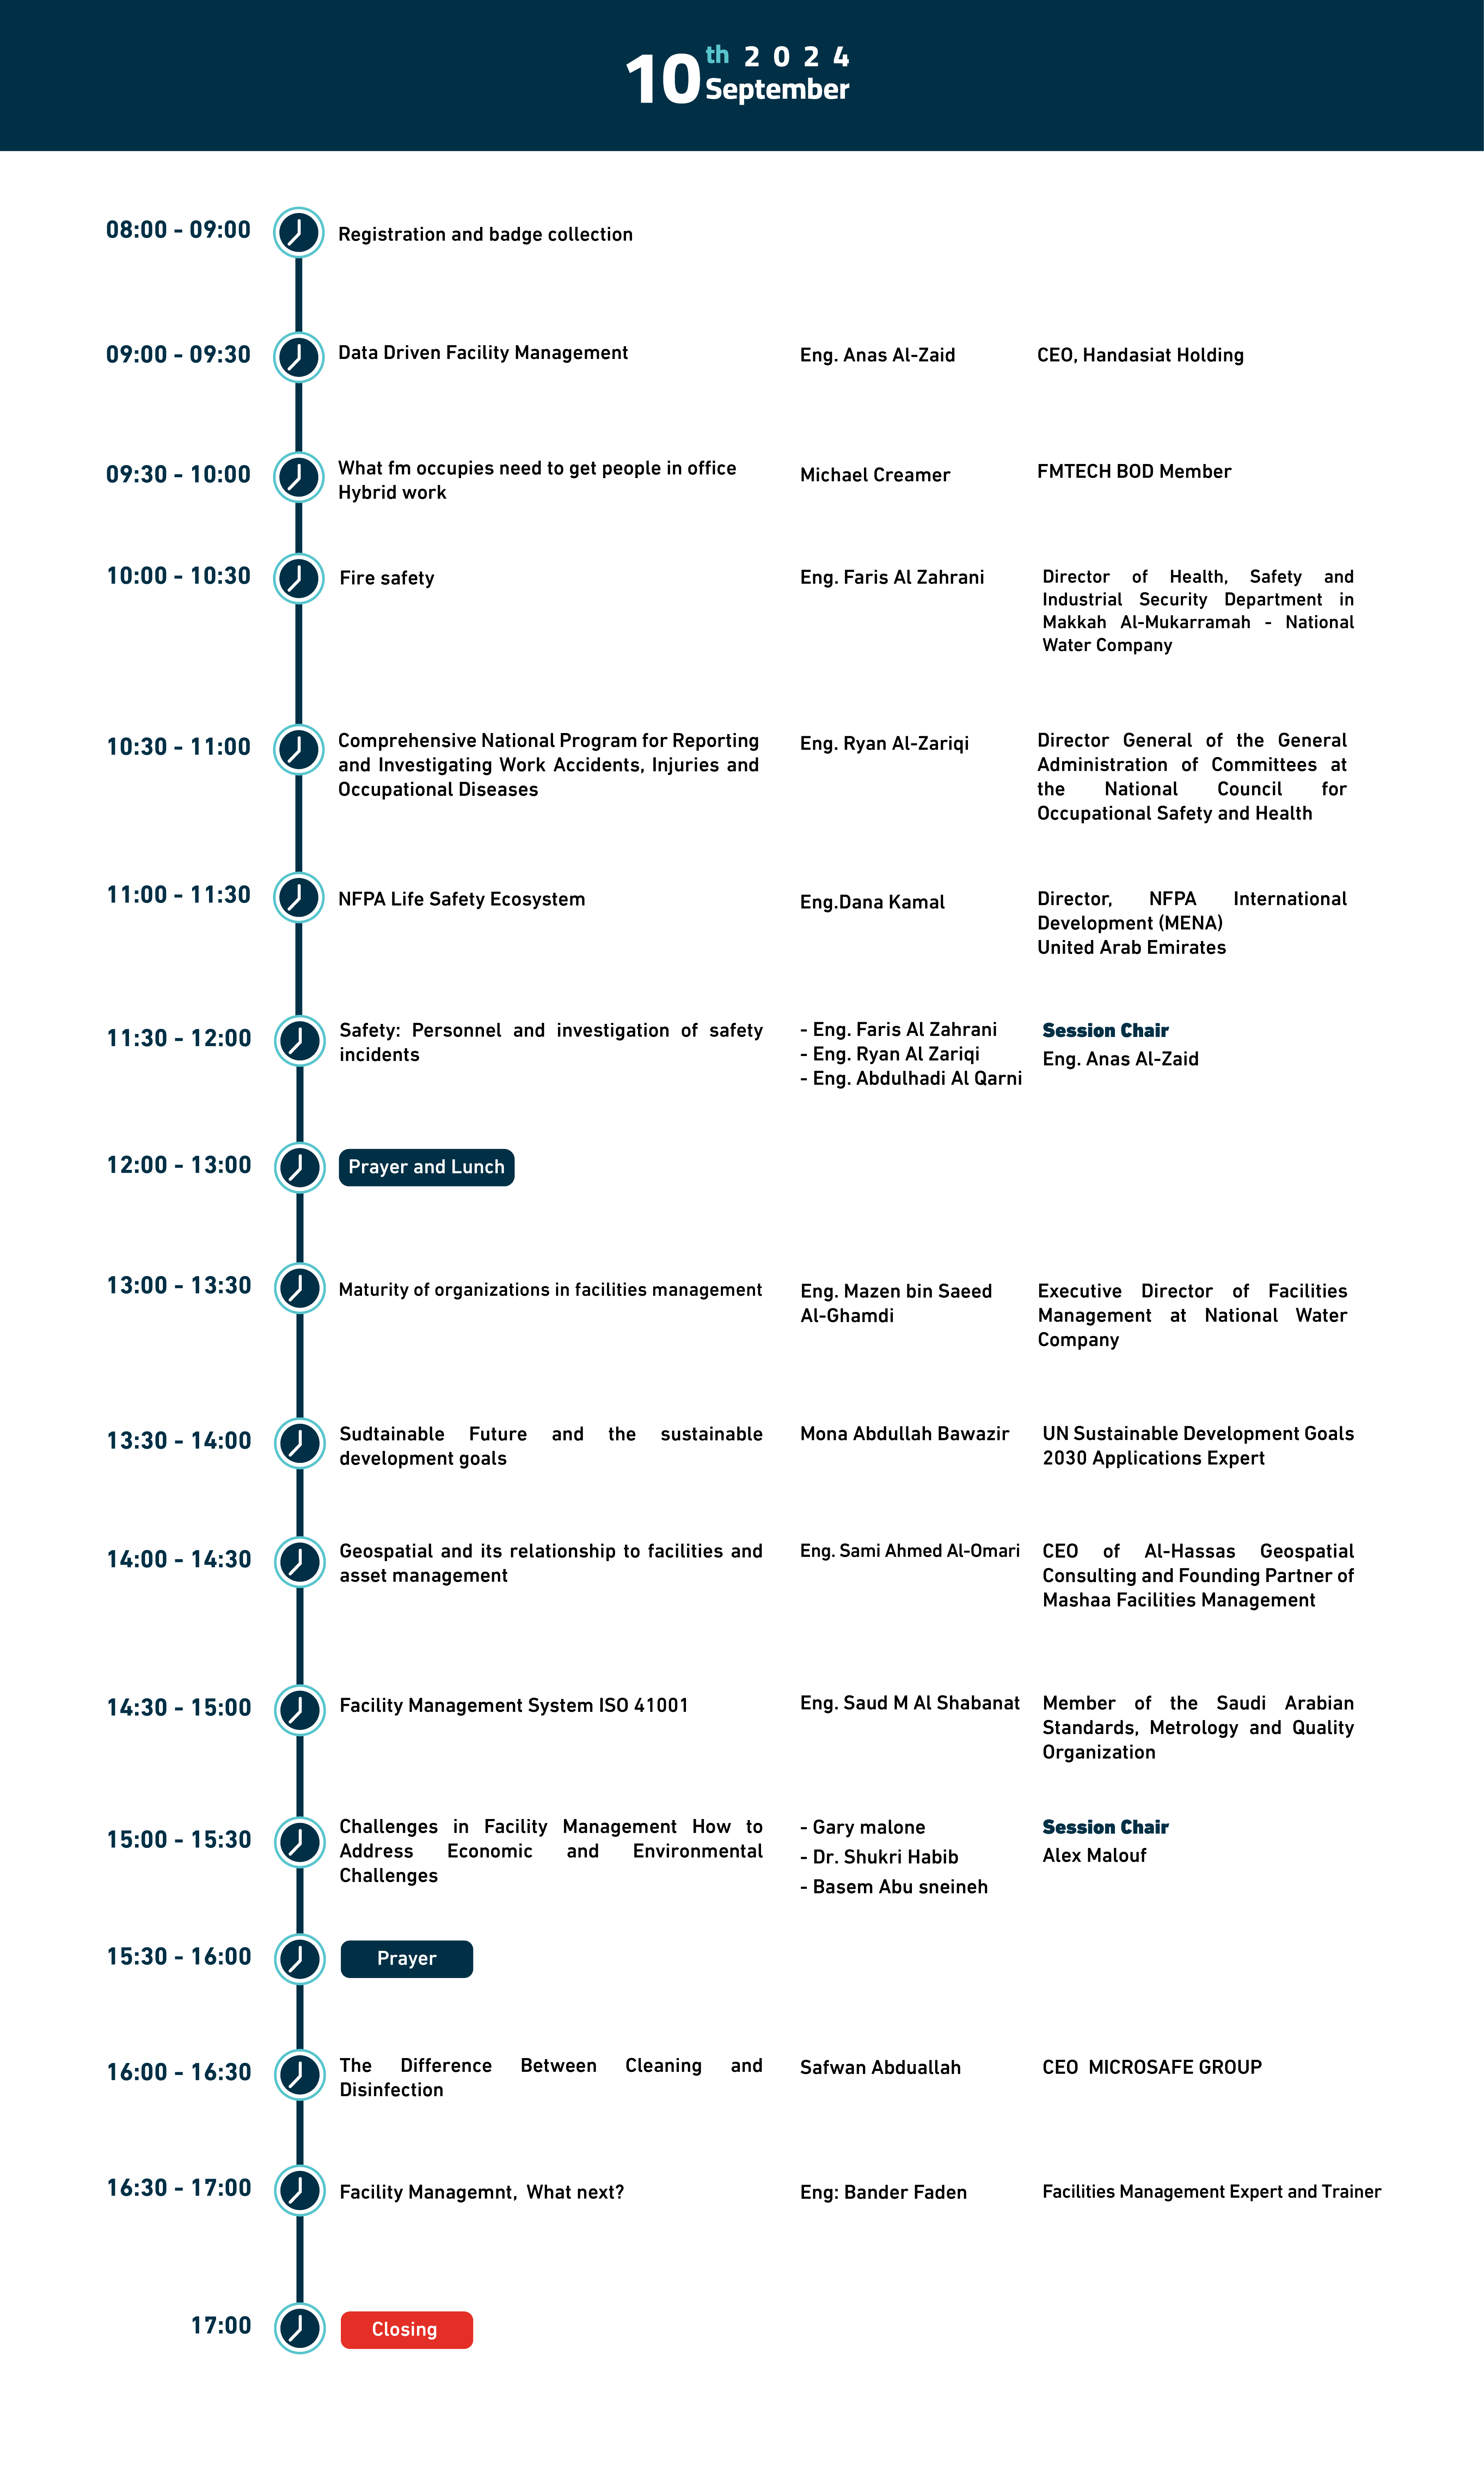 10th 2024
September
08:00 - 09:00
Registration and badge collection
09:00 - 09:30
Data Driven Facility Management
Eng. Anas Al-Zaid
CEO, Handasiat Holding
09:30 - 10:00
What fm occupies need to get people in office
Hybrid work
Michael Creamer
FMTECH BOD Member
10:00 - 10:30
Fire safety
Eng. Faris Al Zahrani
Director of Health, Safety and
Industrial Security Department in
Makkah Al-Mukarramah - National
Water Company
10:30 - 11:00
Comprehensive National Program for Reporting
and Investigating Work Accidents, Injuries and
Occupational Diseases
Eng. Ryan Al-Zariqi
Director General of the General
Administration of Committees at
the National Council for
Occupational Safety and Health
11:00 - 11:30
NFPA Life Safety Ecosystem
Eng.Dana Kamal
Director, NFPA International
Development (MENA)
United Arab Emirates
11:30 - 12:00
Safety: Personnel and investigation of safety
incidents
- Eng. Faris Al Zahrani
- Eng. Ryan Al Zariqi
- Eng. Abdulhadi Al Qarni
Session Chair
Eng. Anas Al-Zaid
12:00 - 13:00
Prayer and Lunch
13:00 - 13:30
Maturity of organizations in facilities management
Eng. Mazen bin Saeed
Al-Ghamdi
Executive Director of Facilities
Management at National Water
Company
13:30 - 14:00
Sudtainable Future and the sustainable
development goals
Mona Abdullah Bawazir
UN Sustainable Development Goals
2030 Applications Expert
14:00 - 14:30
Geospatial and its relationship to facilities and
asset management
Eng. Sami Ahmed Al-Omari
CEO of Al-Hassas Geospatial
Consulting and Founding Partner of
Mashaa Facilities Management
14:30 - 15:00
Facility Management System ISO 41001
Eng. Saud M Al Shabanat
Member of the Saudi Arabian
Standards, Metrology and Quality
Organization
15:00 - 15:30
Challenges in Facility Management How to
Address Economic and Environmental
Challenges
- Gary malone
- Dr. Shukri Habib
- Basem Abu sneineh
Session Chair
Alex Malouf
15:30 - 16:00
Prayer
16:00 - 16:30
The Difference Between Cleaning and
Disinfection
Safwan Abduallah
CEO MICROSAFE GROUP
16:30 - 17:00
Facility Managemnt, What next?
Eng: Bander Faden
Facilities Management Expert and Trainer
17:00
Closing